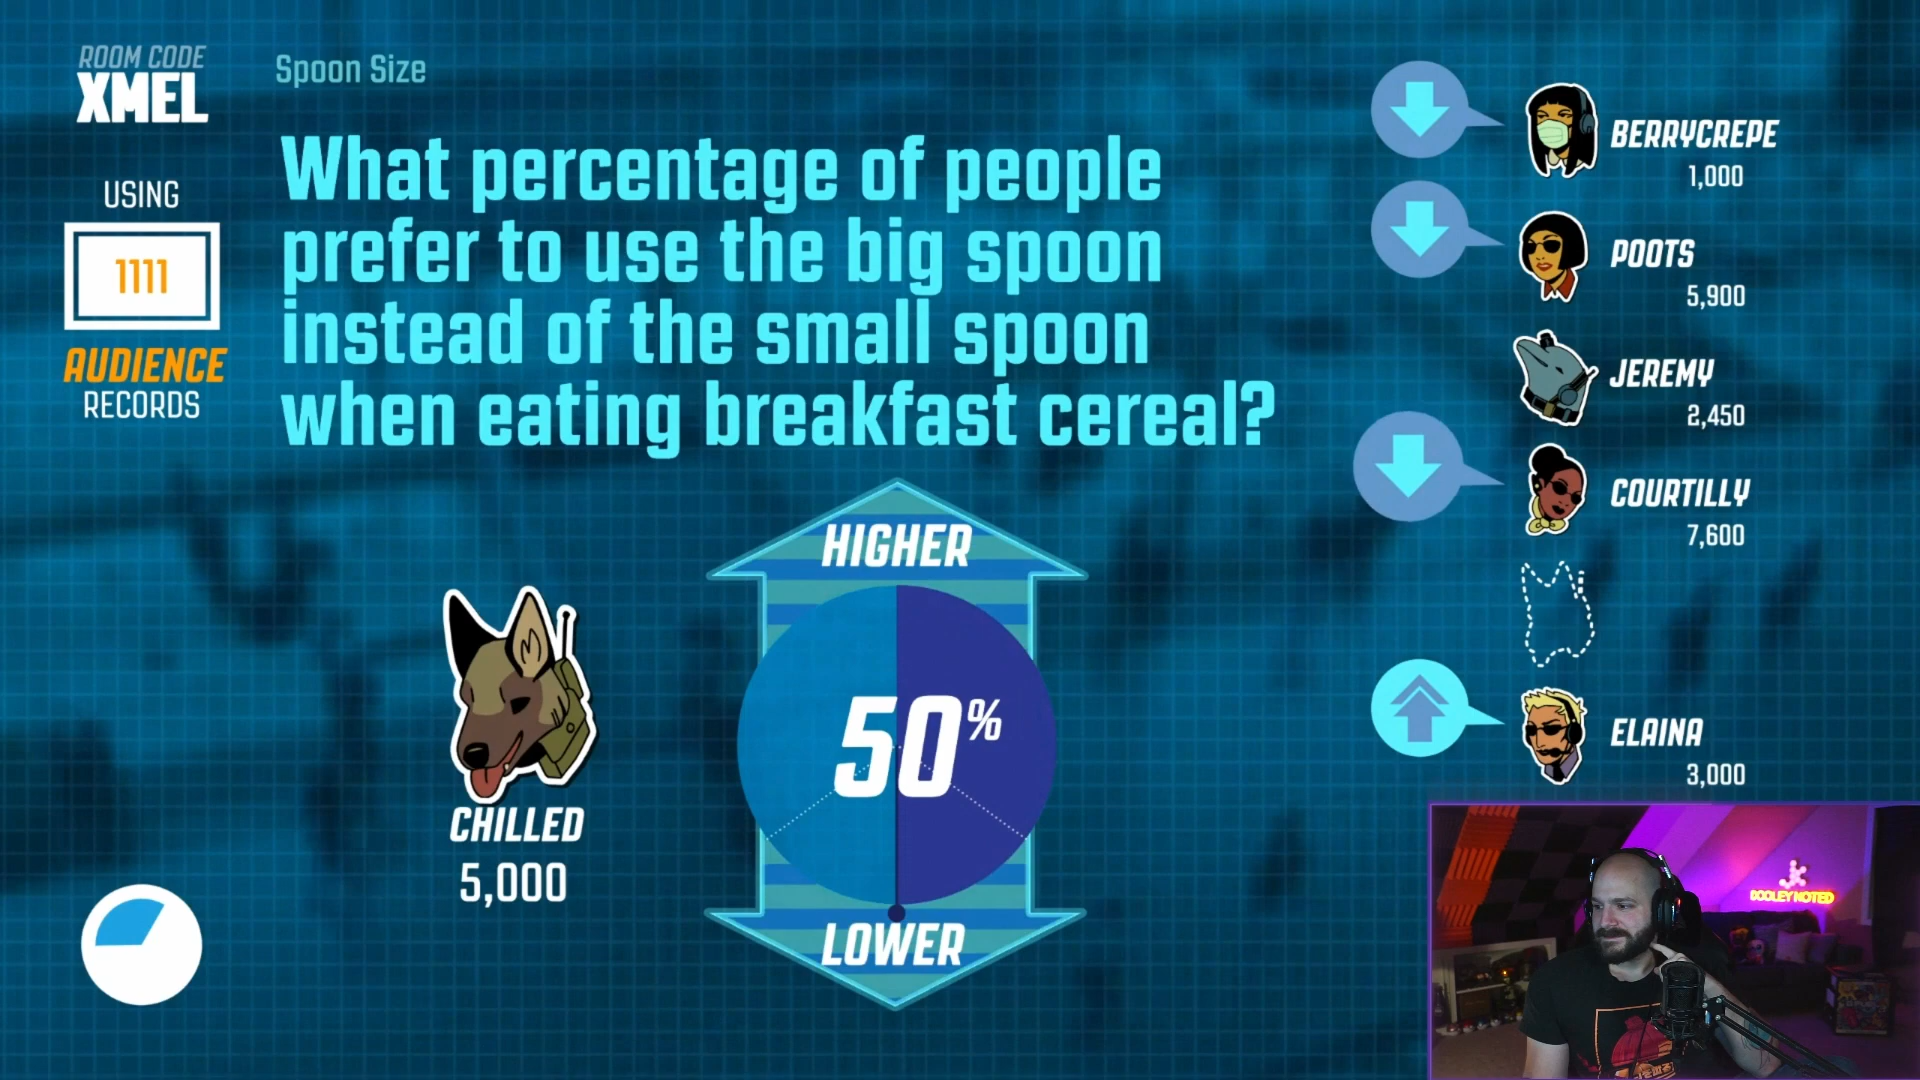 ROOM CODE
XMEL
USING
1111
AUDIENCE
RECORDS
Spoon Size
What percentage of people
prefer to use the big spoon
instead of the small spoon
when eating breakfast cereal?
HIGHER
50%
LOWER
CHILLED
5,000
BERRYCREPE
1,000
POOTS
5,900
JEREMY
2,450
COURTILLY
7,600
ELAINA
3,000
DOOLEY NOTED